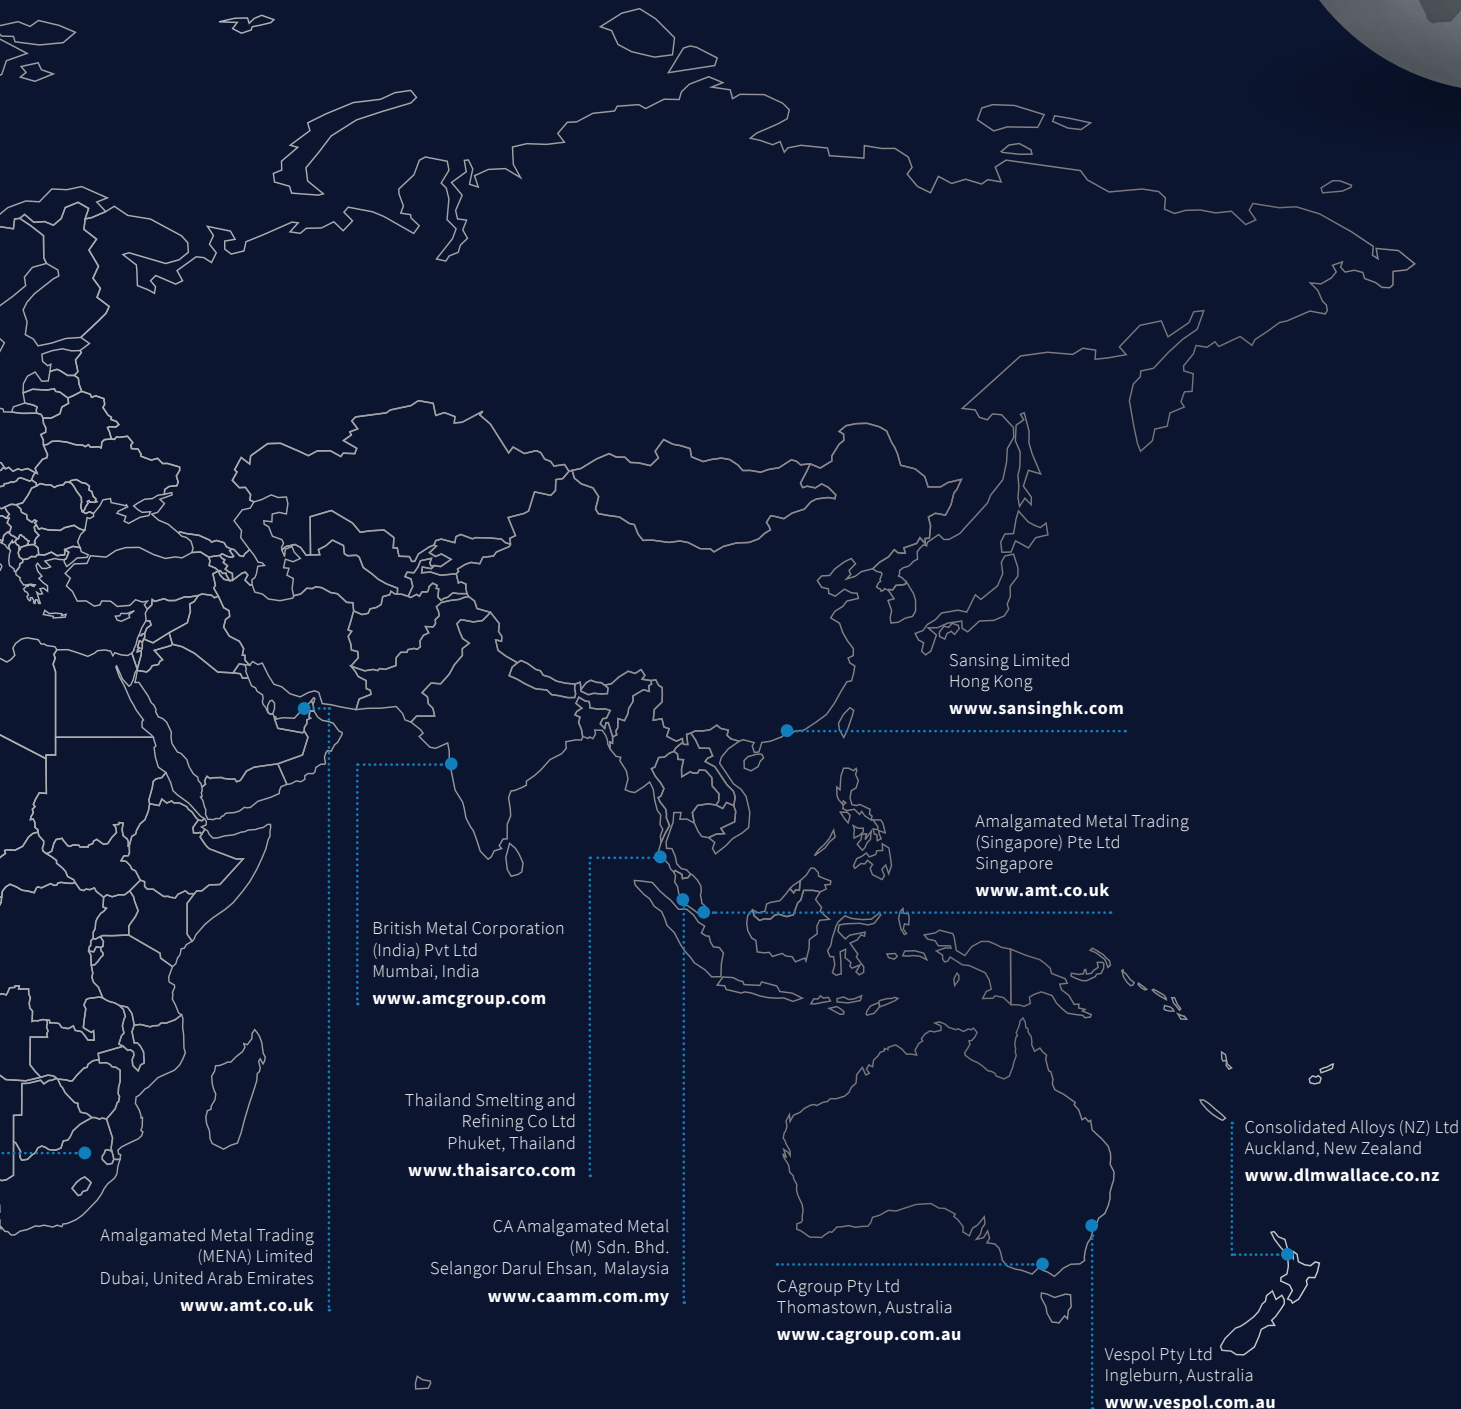 Sansing Limited
Hong Kong
www.sansinghk.com
Amalgamated Metal Trading
(Singapore) Pte Ltd
Singapore
www.amt.co.uk
British Metal Corporation
(India) Pvt Ltd
Mumbai, India
www.amcgroup.com
Thailand Smelting and
Refining Co Ltd
Phuket, Thailand
www.thaisarco.com
Consolidated Alloys (NZ) Ltd
Auckland, New Zealand
www.dlmwallace.co.nz
Amalgamated Metal Trading
(MENA) Limited
Dubai, United Arab Emirates
www.amt.co.uk
CA Amalgamated Metal
(M) Sdn. Bhd.
Selangor Darul Ehsan, Malaysia
www.caamm.com.my
CAgroup Pty Ltd
Thomastown, Australia
www.cagroup.com.au
Vespol Pty Ltd
Ingleburn, Australia
www.vespol.com.au